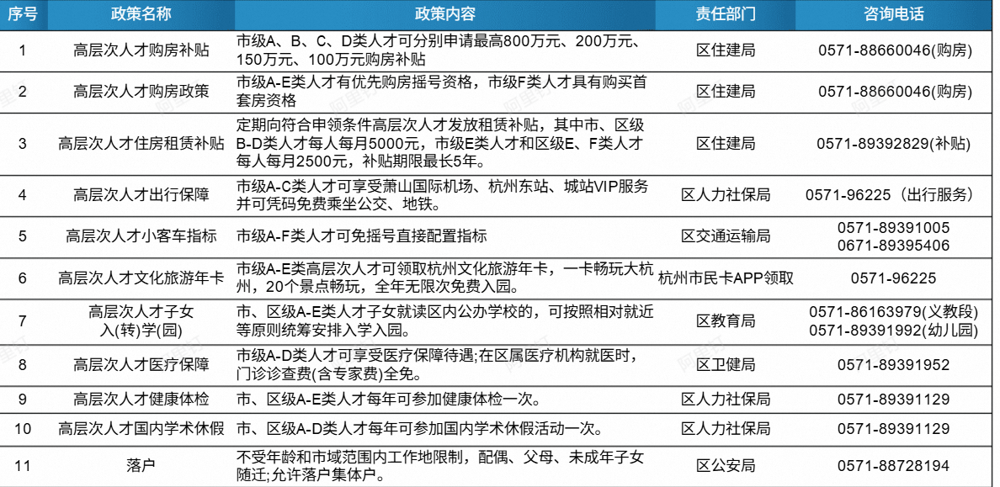 序号 政策名称 政策内容 责任部门 咨询电话
1 高层次人才购房补贴 市级A、B、C、D类人才可分别申请最高800万元、200万元、
150万元、100万元购房补贴 区住建局 0571-88660046(购房)
2 高层次人才购房政策 市级A-E类人才有优先购房摇号资格，市级F类人才具有购买首
套房资格 区住建局 0571-88660046(购房)
3 高层次人才住房租赁补贴 定期向符合申领条件高层次人才发放租赁补贴，其中市、区级
B-D类人才每人每月5000元，市级E类人才和区级E、F类人才
每人每月2500元，补贴期限最长5年。 区住建局 0571-89392829(补贴)
4 高层次人才出行保障 市级A-C类人才可享受萧山国际机场、杭州东站、城站VIP服务
并可凭码免费乘坐公交、地铁。 区人力社保局 0571-96225（出行服务）
5 高层次人才小客车指标 市级A-F类人才可免摇号直接配置指标 区交通运输局 0571-89391005
0671-89395406
6 高层次人才文化旅游年卡 市级A-E类高层次人才可领取杭州文化旅游年卡，一卡畅玩大杭
州，20个景点畅玩，全年无限次免费入园。 杭州市民卡APP领取 0571-96225
7 高层次人才子女
入(转)学(园) 市、区级A-E类人才子女就读区内公办学校的，可按照相对就近
等原则统筹安排入学入园。 区教育局 0571-86163979(义教段)
0571-89391992(幼儿园)
8 高层次人才医疗保障 市级A-D类人才可享受医疗保障待遇;在区属医疗机构就医时，
门诊诊查费(含专家费)全免。 区卫健局 0571-89391952
9 高层次人才健康体检 市、区级A-E类人才每年可参加健康体检一次。 区人力社保局 0571-89391129
10 高层次人才国内学术休假 市、区级A-D类人才每年可参加国内学术休假活动一次。 区人力社保局 0571-89391129
11 落户 不受年龄和市域范围内工作地限制，配偶、父母、未成年子女
随迁;允许落户集体户。 区公安局 0571-88728194